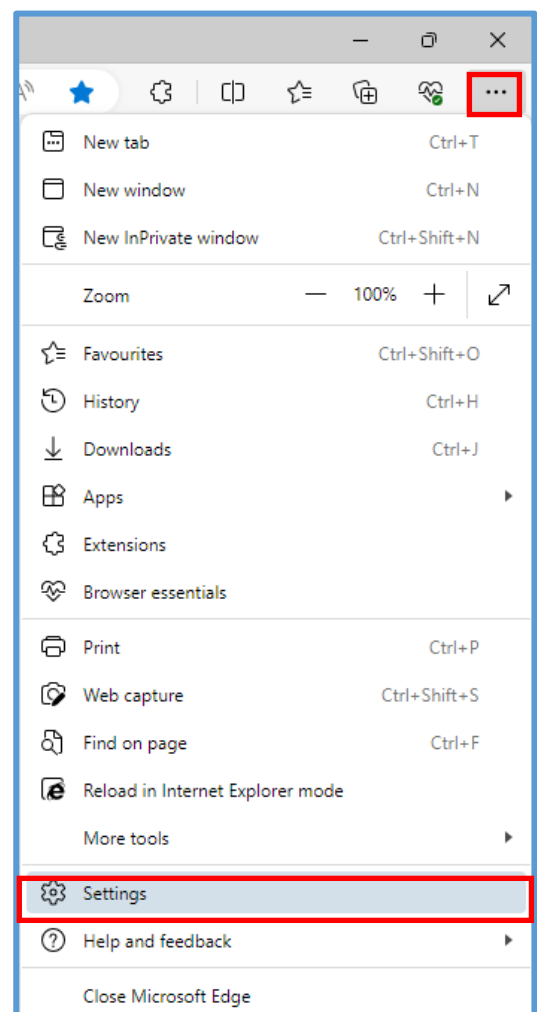 New tab Ctrl+T
New window Ctrl+N
New InPrivate window Ctrl+Shift+N
Zoom 100%
Favourites Ctrl+Shift+O
History Ctrl+H
Downloads Ctrl+J
Apps
Extensions
Browser essentials
Print Ctrl+P
Web capture Ctrl+Shift+S
Find on page Ctrl+F
Reload in Internet Explorer mode
More tools
Settings
Help and feedback
Close Microsoft Edge